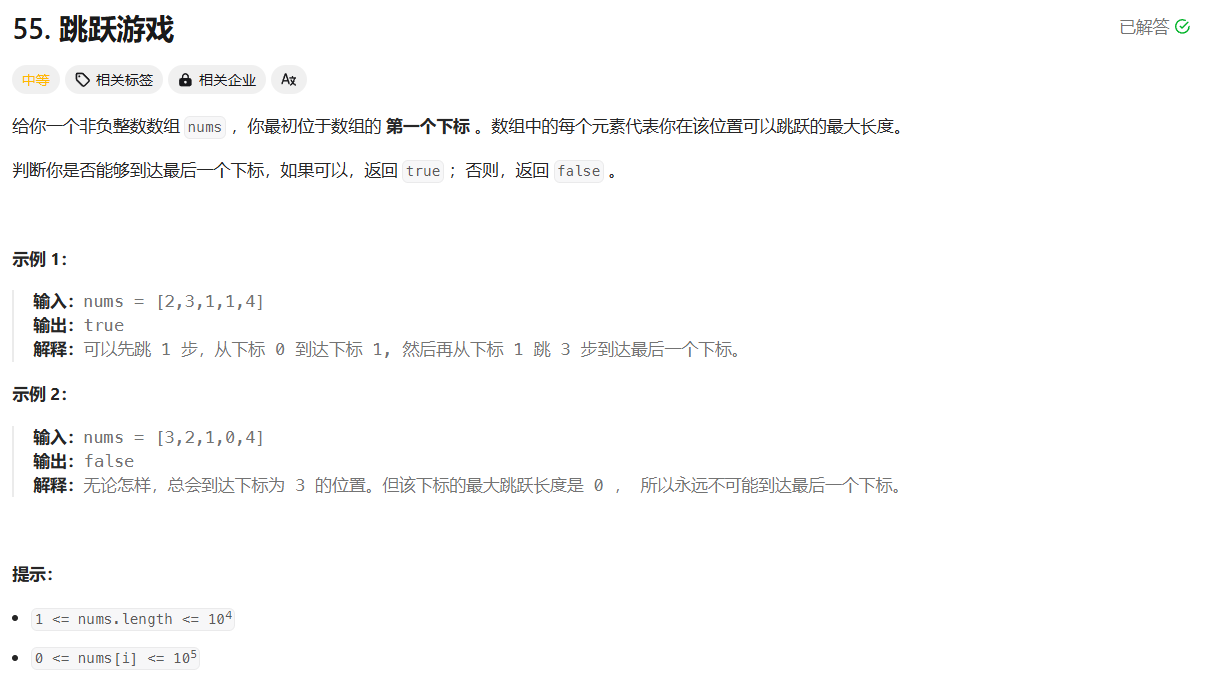 55. 跳跃游戏
已解答
中等 相关标签 相关企业 Aあ
给你一个非负整数数组 nums ，你最初位于数组的 第一个下标 。数组中的每个元素代表你在该位置可以跳跃的最大长度。
判断你是否能够到达最后一个下标，如果可以，返回 true ；否则，返回 false 。
示例 1：
输入：nums = [2,3,1,1,4]
输出：true
解释：可以先跳 1 步，从下标 0 到达下标 1, 然后再从下标 1 跳 3 步到达最后一个下标。
示例 2：
输入：nums = [3,2,1,0,4]
输出：false
解释：无论怎样，总会到达下标为 3 的位置。但该下标的最大跳跃长度是 0 ， 所以永远不可能到达最后一个下标。
提示：
1 <= nums.length <= 10⁴
0 <= nums[i] <= 10⁵